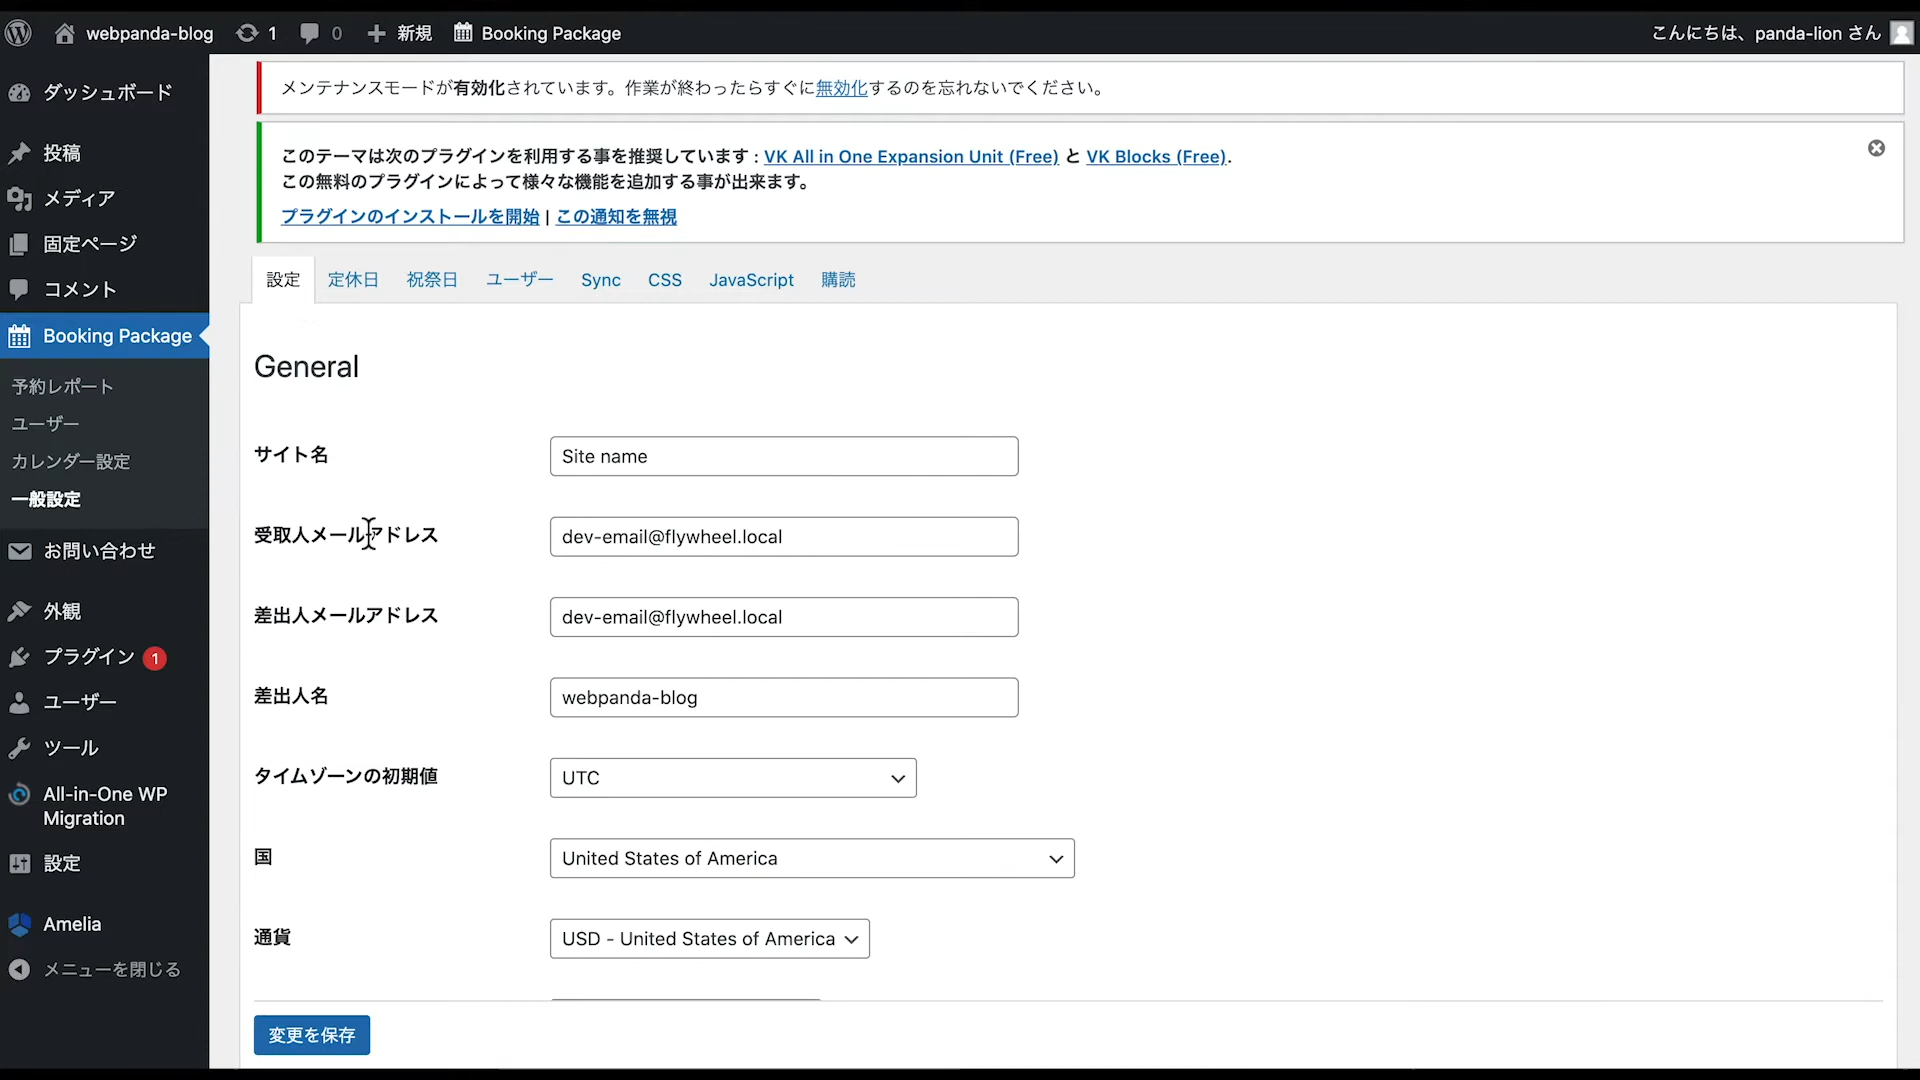 webpanda-blog 1 0 新規 Booking Package こんにちは、panda-lion さん
ダッシュボード
投稿
メディア
固定ページ
コメント
Booking Package
予約レポート
ユーザー
カレンダー設定
一般設定
お問い合わせ
外観
プラグイン 1
ユーザー
ツール
All-in-One WP
Migration
設定
Amelia
メニューを閉じる
メンテナンスモードが有効化されています。作業が終わったらすぐに無効化するのを忘れないでください。
このテーマは次のプラグインを利用する事を推奨しています : VK All in One Expansion Unit (Free) と VK Blocks (Free).
この無料のプラグインによって様々な機能を追加する事が出来ます。
プラグインのインストールを開始 | この通知を無視
設定 定休日 祝祭日 ユーザー Sync CSS JavaScript 購読
General
サイト名 Site name
受取人メールアドレス dev-email@flywheel.local
差出人メールアドレス dev-email@flywheel.local
差出人名 webpanda-blog
タイムゾーンの初期値 UTC
国 United States of America
通貨 USD - United States of America
変更を保存